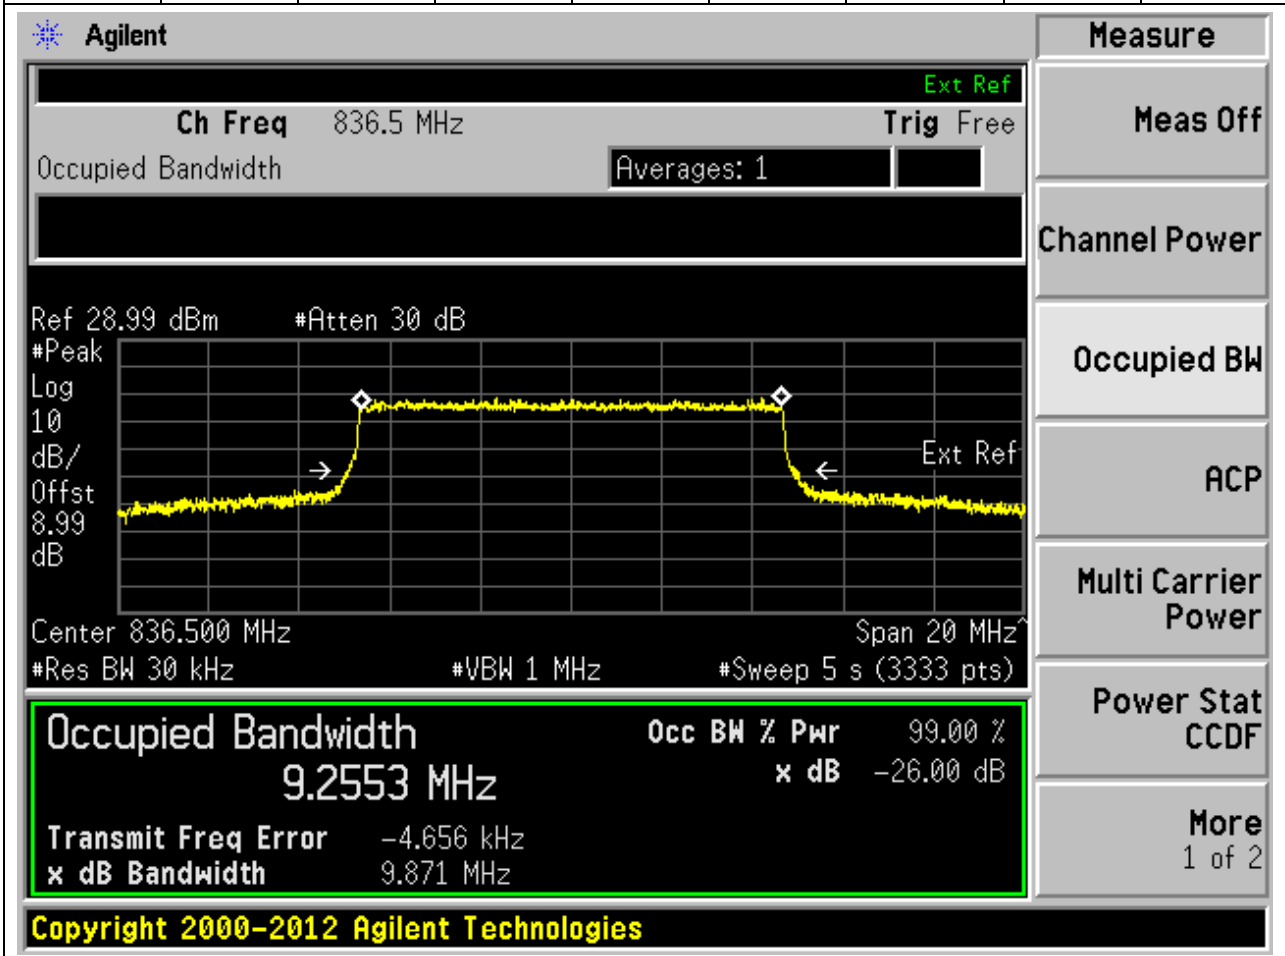 Agilent
Measure
Ext Ref
Ch Freq 836.5 MHz Trig Free
Occupied Bandwidth Averages: 1
Meas Off
Channel Power
Ref 28.99 dBm #Atten 30 dB
#Peak
Log
10
dB/
Offst
8.99
dB
Ext Ref
Occupied BW
ACP
Center 836.500 MHz Span 20 MHz^
#Res BW 30 kHz #VBW 1 MHz #Sweep 5 s (3333 pts)
Multi Carrier
Power
Occupied Bandwidth Occ BW % Pwr 99.00 %
9.2553 MHz x dB -26.00 dB
Transmit Freq Error -4.656 kHz
x dB Bandwidth 9.871 MHz
Power Stat
CCDF
More
1 of 2
Copyright 2000-2012 Agilent Technologies